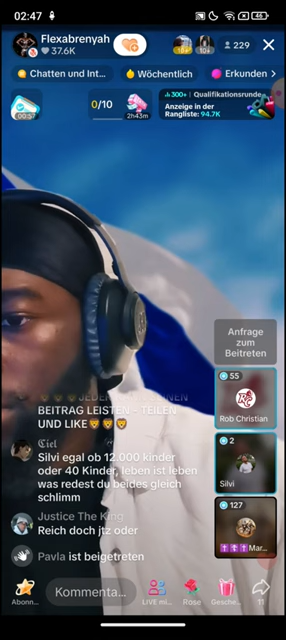 02:47
46
Flexabrenyah
37.6K
229
Chatten und Int...
Wöchentlich
Erkunden
00:57
0/10
2h43m
300+ Qualifikationsrunde
Anzeige in der
Rangliste: 94.7K
Anfrage
zum
Beitreten
55
Rob Christian
2
Silvi
127
Mar...
BEITRAG LEISTEN - TEILEN
UND LIKE
Ciel
Silvi egal ob 12.000 kinder
oder 40 Kinder, leben ist leben
was redest du beides gleich
schlimm
Justice The King
Reich doch jtz oder
Pavla ist beigetreten
Abonn...
Kommenta...
LIVE mi...
Rose
Gesche...
11